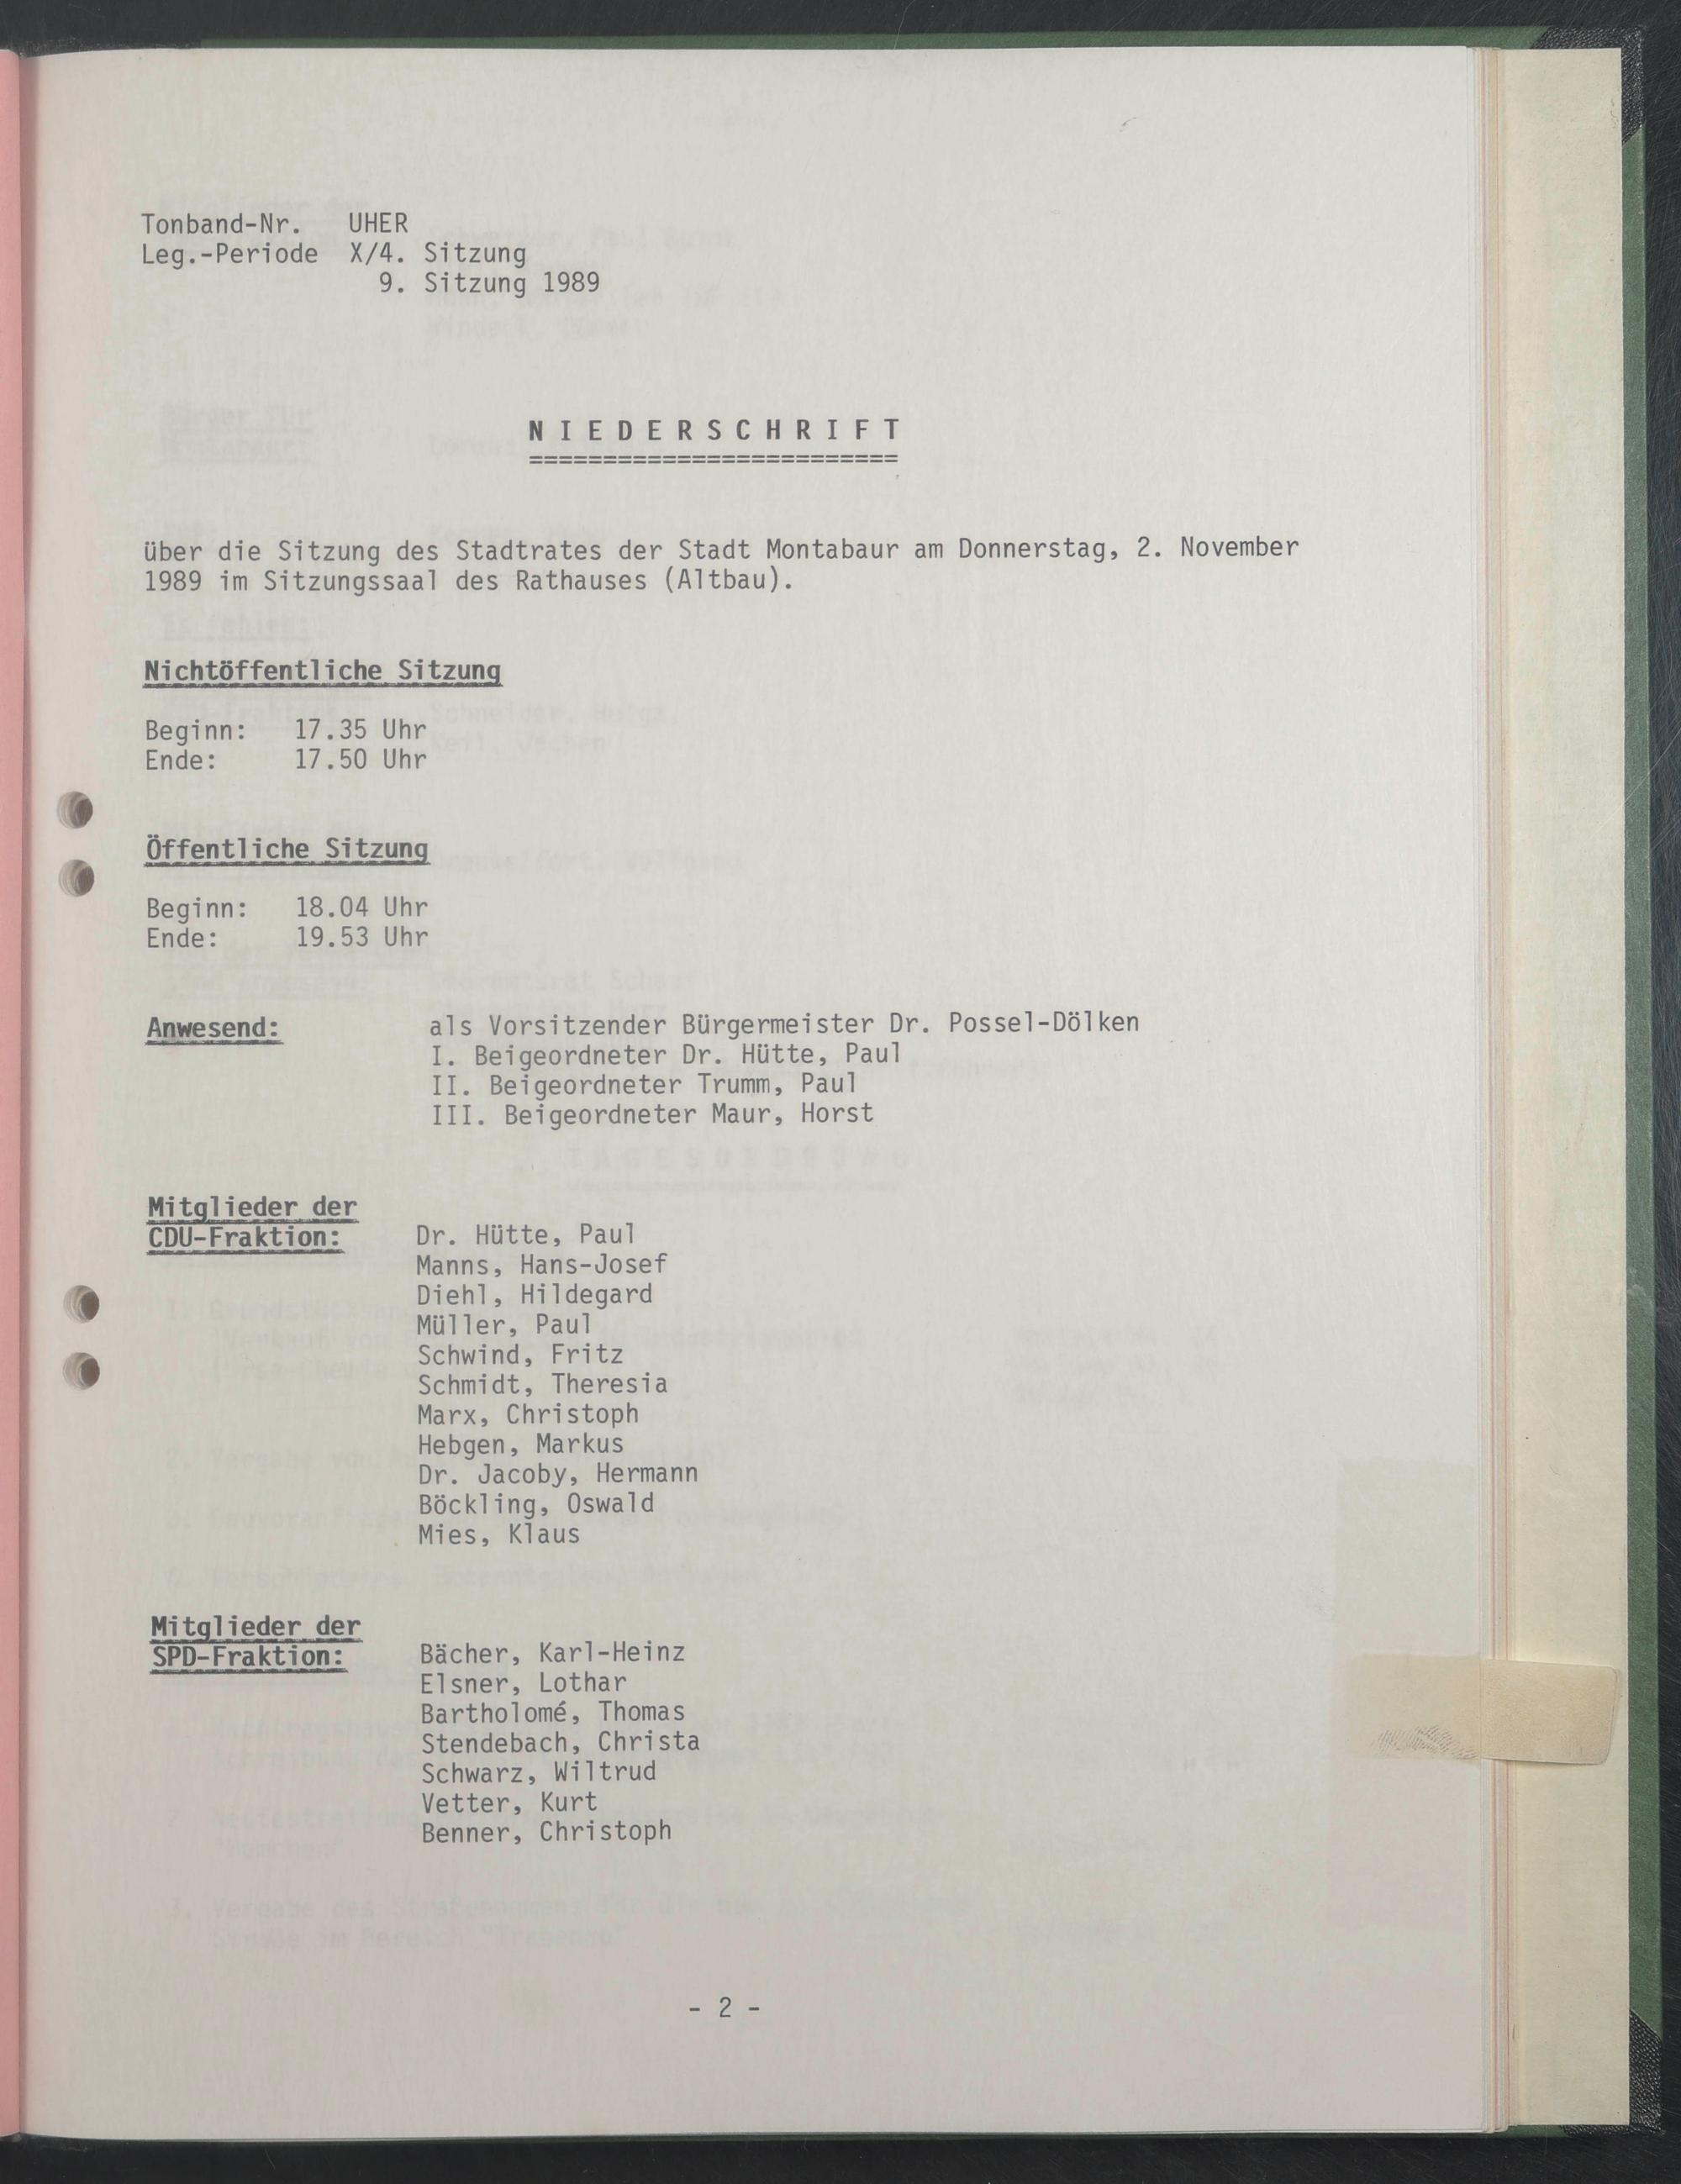 Tonband-Nr. UHER
Leg.-Periode X/4. Sitzung
9. Sitzung 1989
N I E D E R S C H R I F T
=========================
über die Sitzung des Stadtrates der Stadt Montabaur am Donnerstag, 2. November
1989 im Sitzungssaal des Rathauses (Altbau).
Nichtöffentliche Sitzung
Beginn: 17.35 Uhr
Ende: 17.50 Uhr
Öffentliche Sitzung
Beginn: 18.04 Uhr
Ende: 19.53 Uhr
Anwesend: als Vorsitzender Bürgermeister Dr. Possel-Dölken
I. Beigeordneter Dr. Hütte, Paul
II. Beigeordneter Trumm, Paul
III. Beigeordneter Maur, Horst
Mitglieder der
CDU-Fraktion: Dr. Hütte, Paul
Manns, Hans-Josef
Diehl, Hildegard
Müller, Paul
Schwind, Fritz
Schmidt, Theresia
Marx, Christoph
Hebgen, Markus
Dr. Jacoby, Hermann
Böckling, Oswald
Mies, Klaus
Mitglieder der
SPD-Fraktion: Bächer, Karl-Heinz
Elsner, Lothar
Bartholomé, Thomas
Stendebach, Christa
Schwarz, Wiltrud
Vetter, Kurt
Benner, Christoph
- 2 -